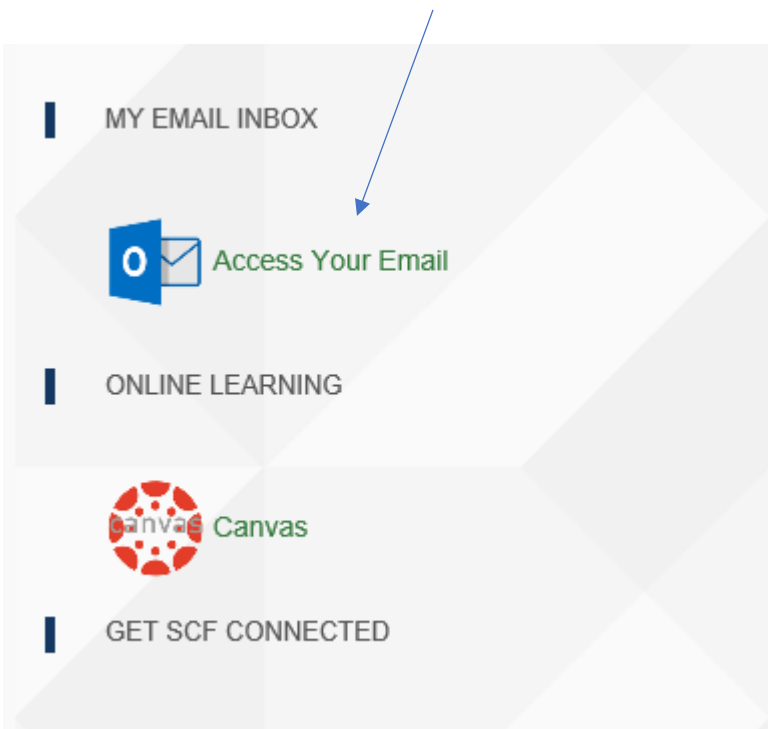 MY EMAIL INBOX
O
Access Your Email
ONLINE LEARNING
canvas
Canvas
GET SCF CONNECTED